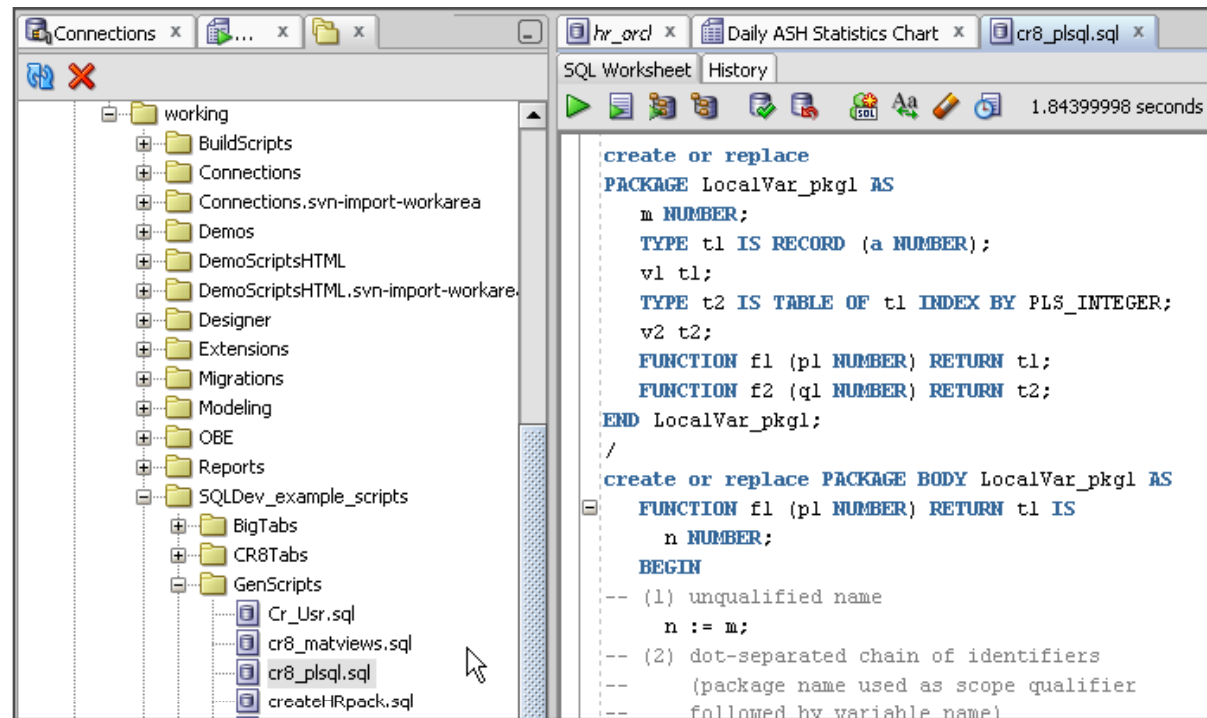 Connections
...
working
BuildScripts
Connections
Connections.svn-import-workarea
Demos
DemoScriptsHTML
DemoScriptsHTML.svn-import-workare
Designer
Extensions
Migrations
Modeling
OBE
Reports
SQLDev_example_scripts
BigTabs
CR8Tabs
GenScripts
Cr_Usr.sql
cr8_matviews.sql
cr8_plsql.sql
createHRpack.sql
hr_orcl
Daily ASH Statistics Chart
cr8_plsql.sql
SQL Worksheet History
SQL Aa 1.84399998 seconds
create or replace
PACKAGE LocalVar_pkg1 AS
m NUMBER;
TYPE t1 IS RECORD (a NUMBER);
v1 t1;
TYPE t2 IS TABLE OF t1 INDEX BY PLS_INTEGER;
v2 t2;
FUNCTION f1 (p1 NUMBER) RETURN t1;
FUNCTION f2 (q1 NUMBER) RETURN t2;
END LocalVar_pkg1;
/
create or replace PACKAGE BODY LocalVar_pkg1 AS
FUNCTION f1 (p1 NUMBER) RETURN t1 IS
n NUMBER;
BEGIN
-- (1) unqualified name
n := m;
-- (2) dot-separated chain of identifiers
-- (package name used as scope qualifier
-- followed by variable name)